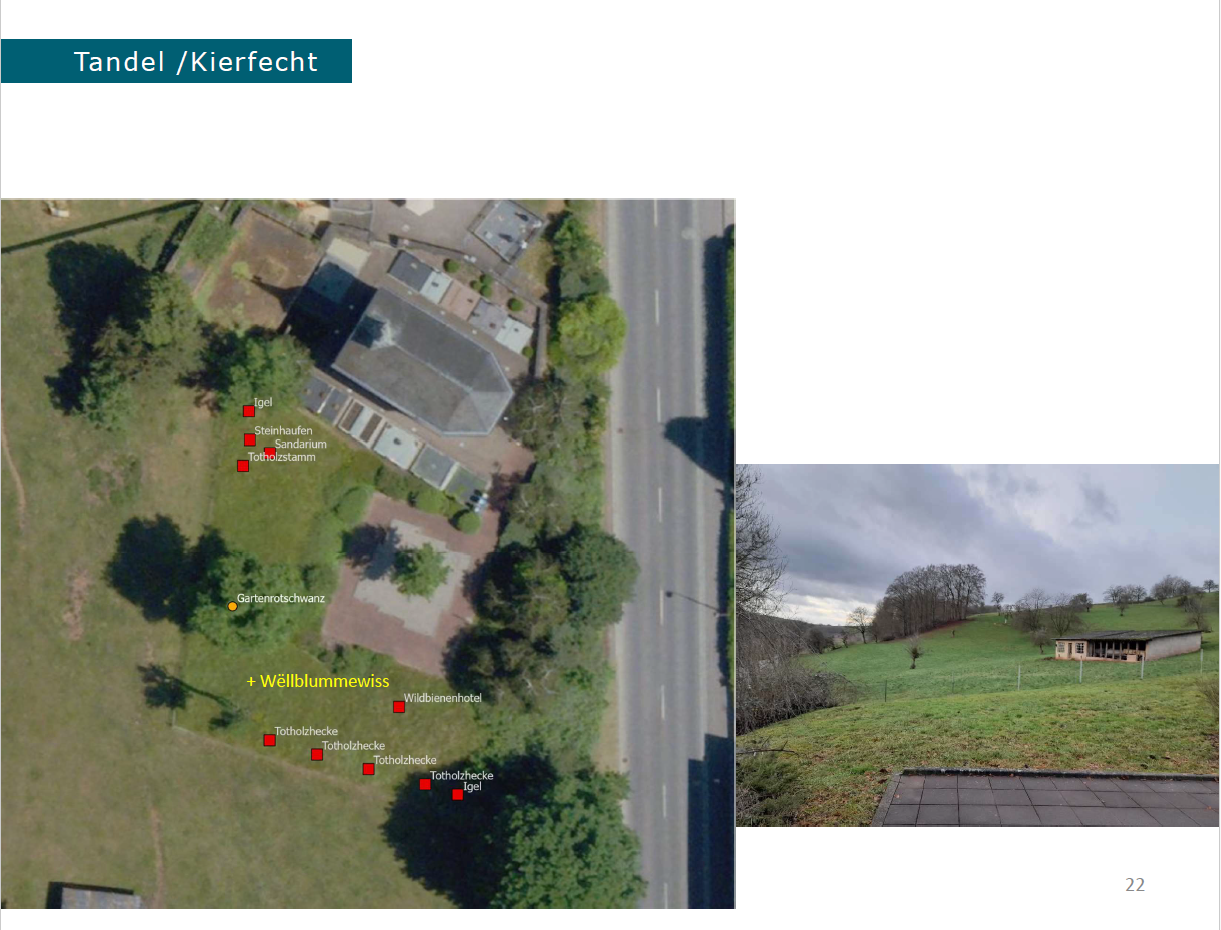 Tandel /Kierfecht
Igel
Steinhaufen
Sandarium
Totholzstamm
Gartenrotschwanz
+ Wëllblummewiss
Wildbienenhotel
Totholzhecke
Totholzhecke
Totholzhecke
Totholzhecke
Igel
22